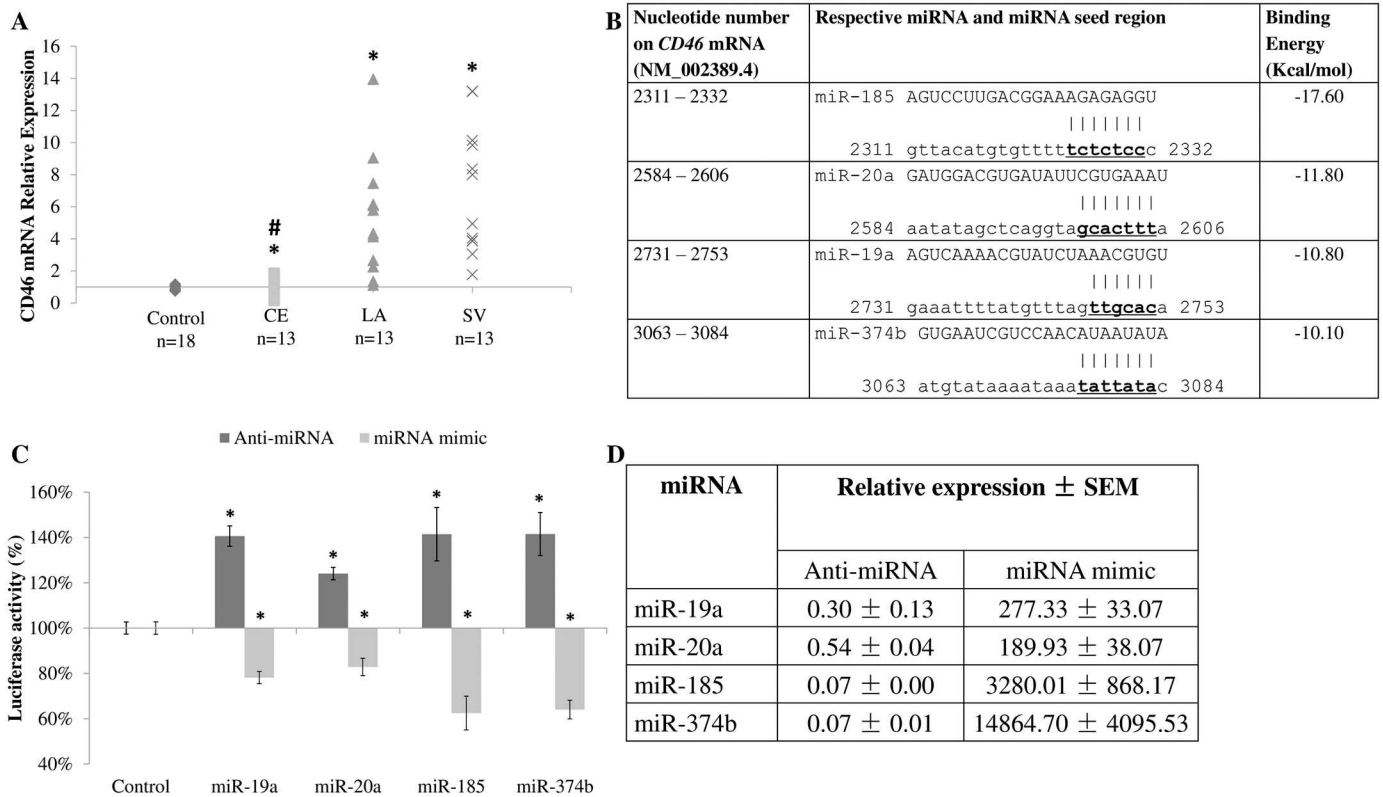 A
CD46 mRNA Relative Expression
16
14
12
10
8
6
4
2
0
#
*
*
*
Control
n=18
CE
n=13
LA
n=13
SV
n=13
B
Nucleotide number
on CD46 mRNA
(NM_002389.4)
Respective miRNA and miRNA seed region
Binding
Energy
(Kcal/mol)
2311 – 2332
miR-185 AGUCCUUGACGGAAAGAGAGGU
| | | | | | |
2311 gttacatgtgtttttctctccc 2332
-17.60
2584 – 2606
miR-20a GAUGGACGUGAUAUUCGUGAAAU
| | | | | | |
2584 aatatagctcaggtagcacttta 2606
-11.80
2731 – 2753
miR-19a AGUCAAAACGUAUCUAAACGUGU
| | | | | |
2731 gaaattttatgtttagttgcaca 2753
-10.80
3063 – 3084
miR-374b GUGAAUCGUCCAACAUAAUAUA
| | | | | | |
3063 atgtataaaataaatattatac 3084
-10.10
C
Anti-miRNA miRNA mimic
Luciferase activity (%)
160%
140%
120%
100%
80%
60%
40%
* * * * * * * *
Control miR-19a miR-20a miR-185 miR-374b
D
miRNA Relative expression ± SEM
Anti-miRNA miRNA mimic
miR-19a 0.30 ± 0.13 277.33 ± 33.07
miR-20a 0.54 ± 0.04 189.93 ± 38.07
miR-185 0.07 ± 0.00 3280.01 ± 868.17
miR-374b 0.07 ± 0.01 14864.70 ± 4095.53